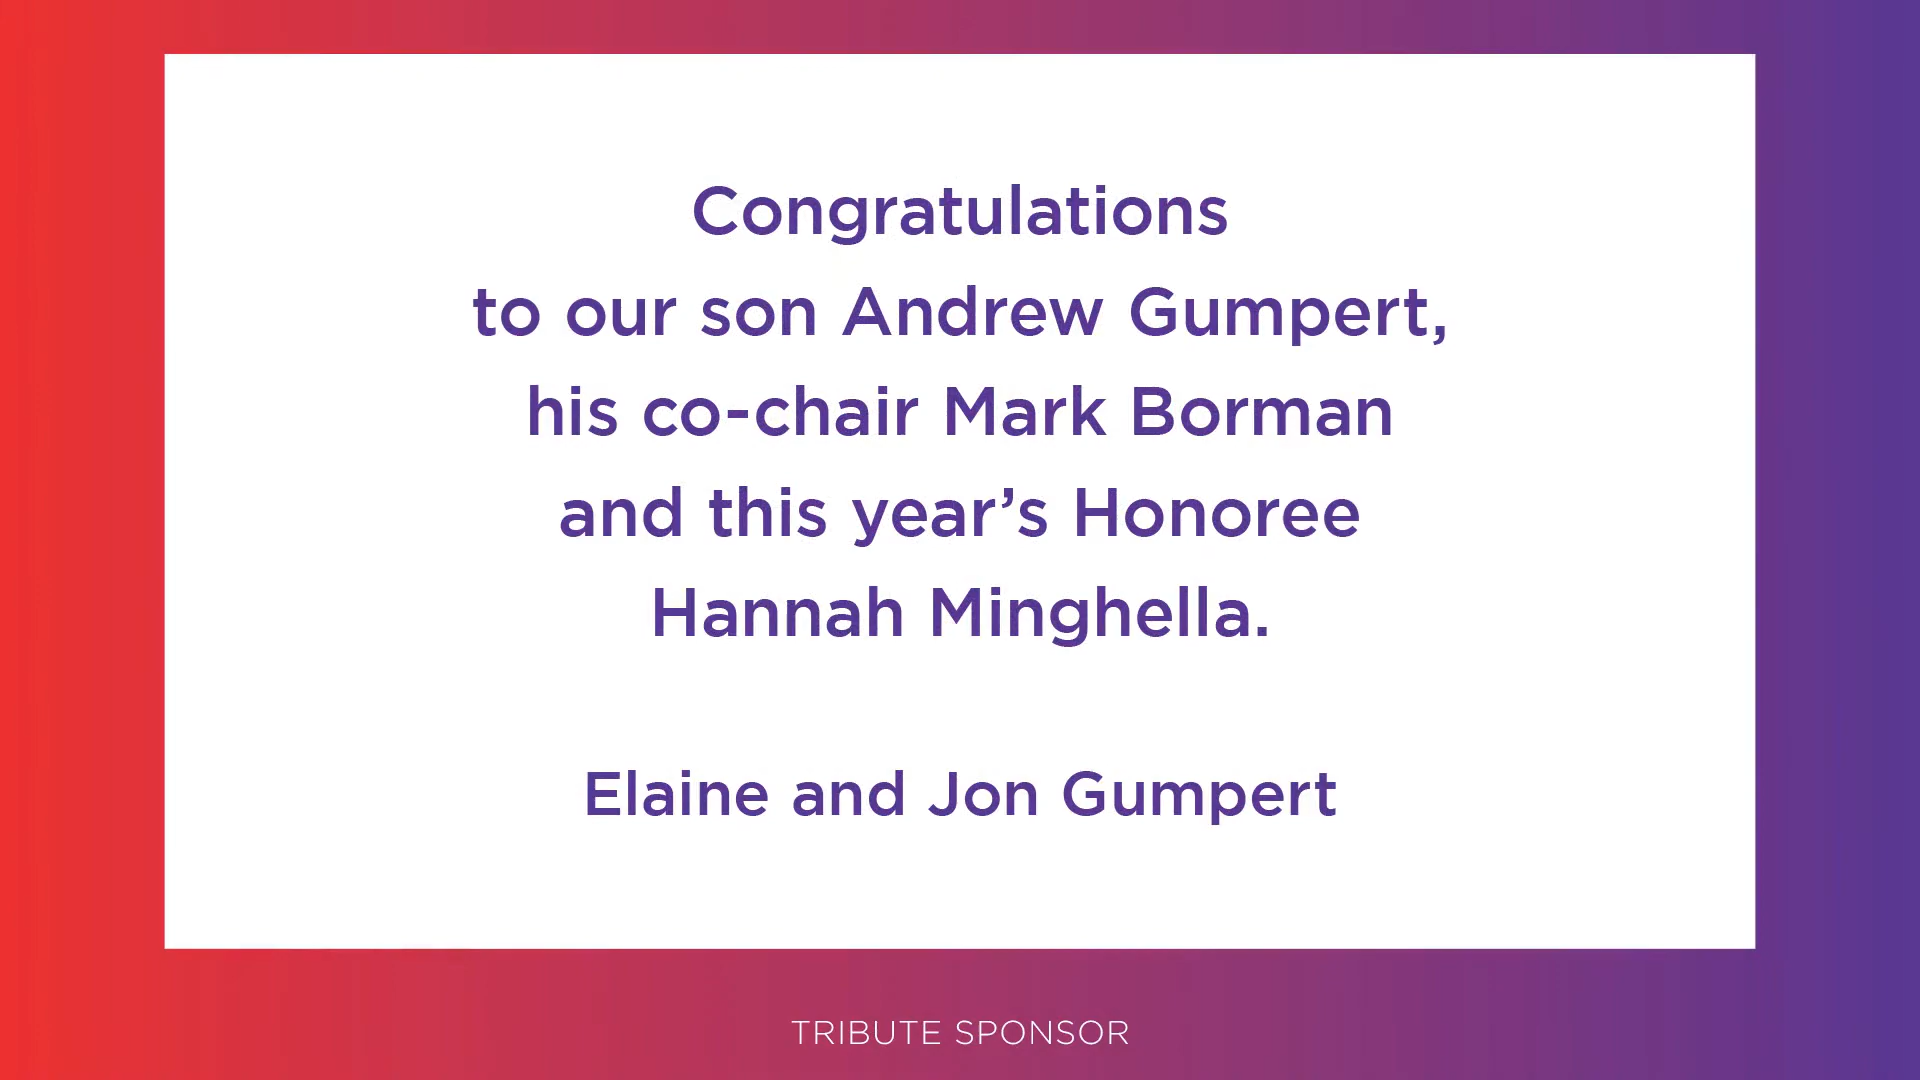 Congratulations
to our son Andrew Gumpert,
his co-chair Mark Borman
and this year’s Honoree
Hannah Minghella.
Elaine and Jon Gumpert
TRIBUTE SPONSOR